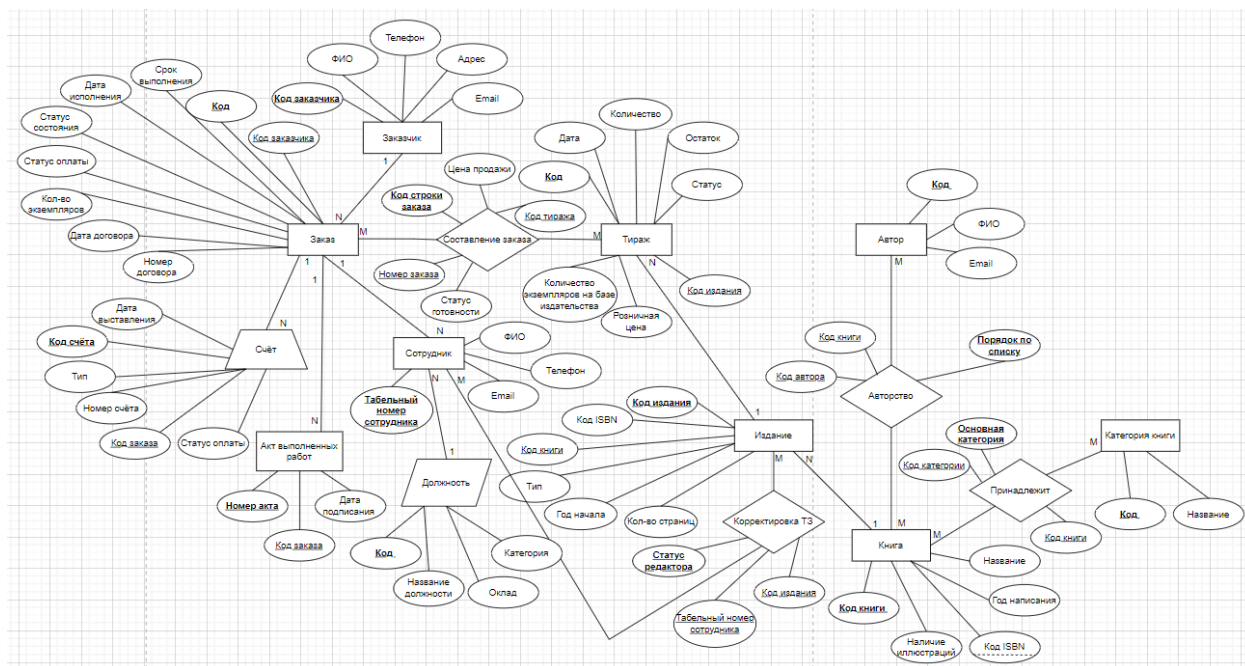 Телефон
ФИО
Адрес
Срок
выполнения
Дата
исполнения
Код
Код заказчика
Email
Статус
состояния
Код заказчика
Заказчик
Количество
Дата
Остаток
1
Статус оплаты
Цена продажи
Код
Статус
Код
Кол-во
экземпляров
Код строки
заказа
Код тиража
N
ФИО
Дата договора
Заказ
M
Составление заказа
M
Тираж
Автор
Номер
договора
1
1
N
M
Email
1
Номер заказа
Количество
экземпляров на базе
издательства
Код издания
Статус
готовности
Розничная
цена
Дата
выставления
N
N
ФИО
Код книги
Порядок по
списку
Код счёта
Счёт
Сотрудник
Телефон
Тип
N
M
Код автора
Авторство
Email
Номер счёта
Табельный
номер
сотрудника
Код издания
1
Код ISBN
Код заказа
Статус оплаты
N
Акт выполненных
работ
Издание
Основная
категория
Категория книги
Код книги
M
N
M
1
Код категории
Тип
Должность
Принадлежит
Номер акта
Дата
подписания
Год начала
Кол-во страниц
Корректировка ТЗ
1
M
Код
Название
M
Код книги
Код заказа
Код
Категория
Статус
редактора
Книга
Название
Название
должности
Оклад
Код издания
Год написания
Код книги
Табельный номер
сотрудника
Наличие
иллюстраций
Код ISBN